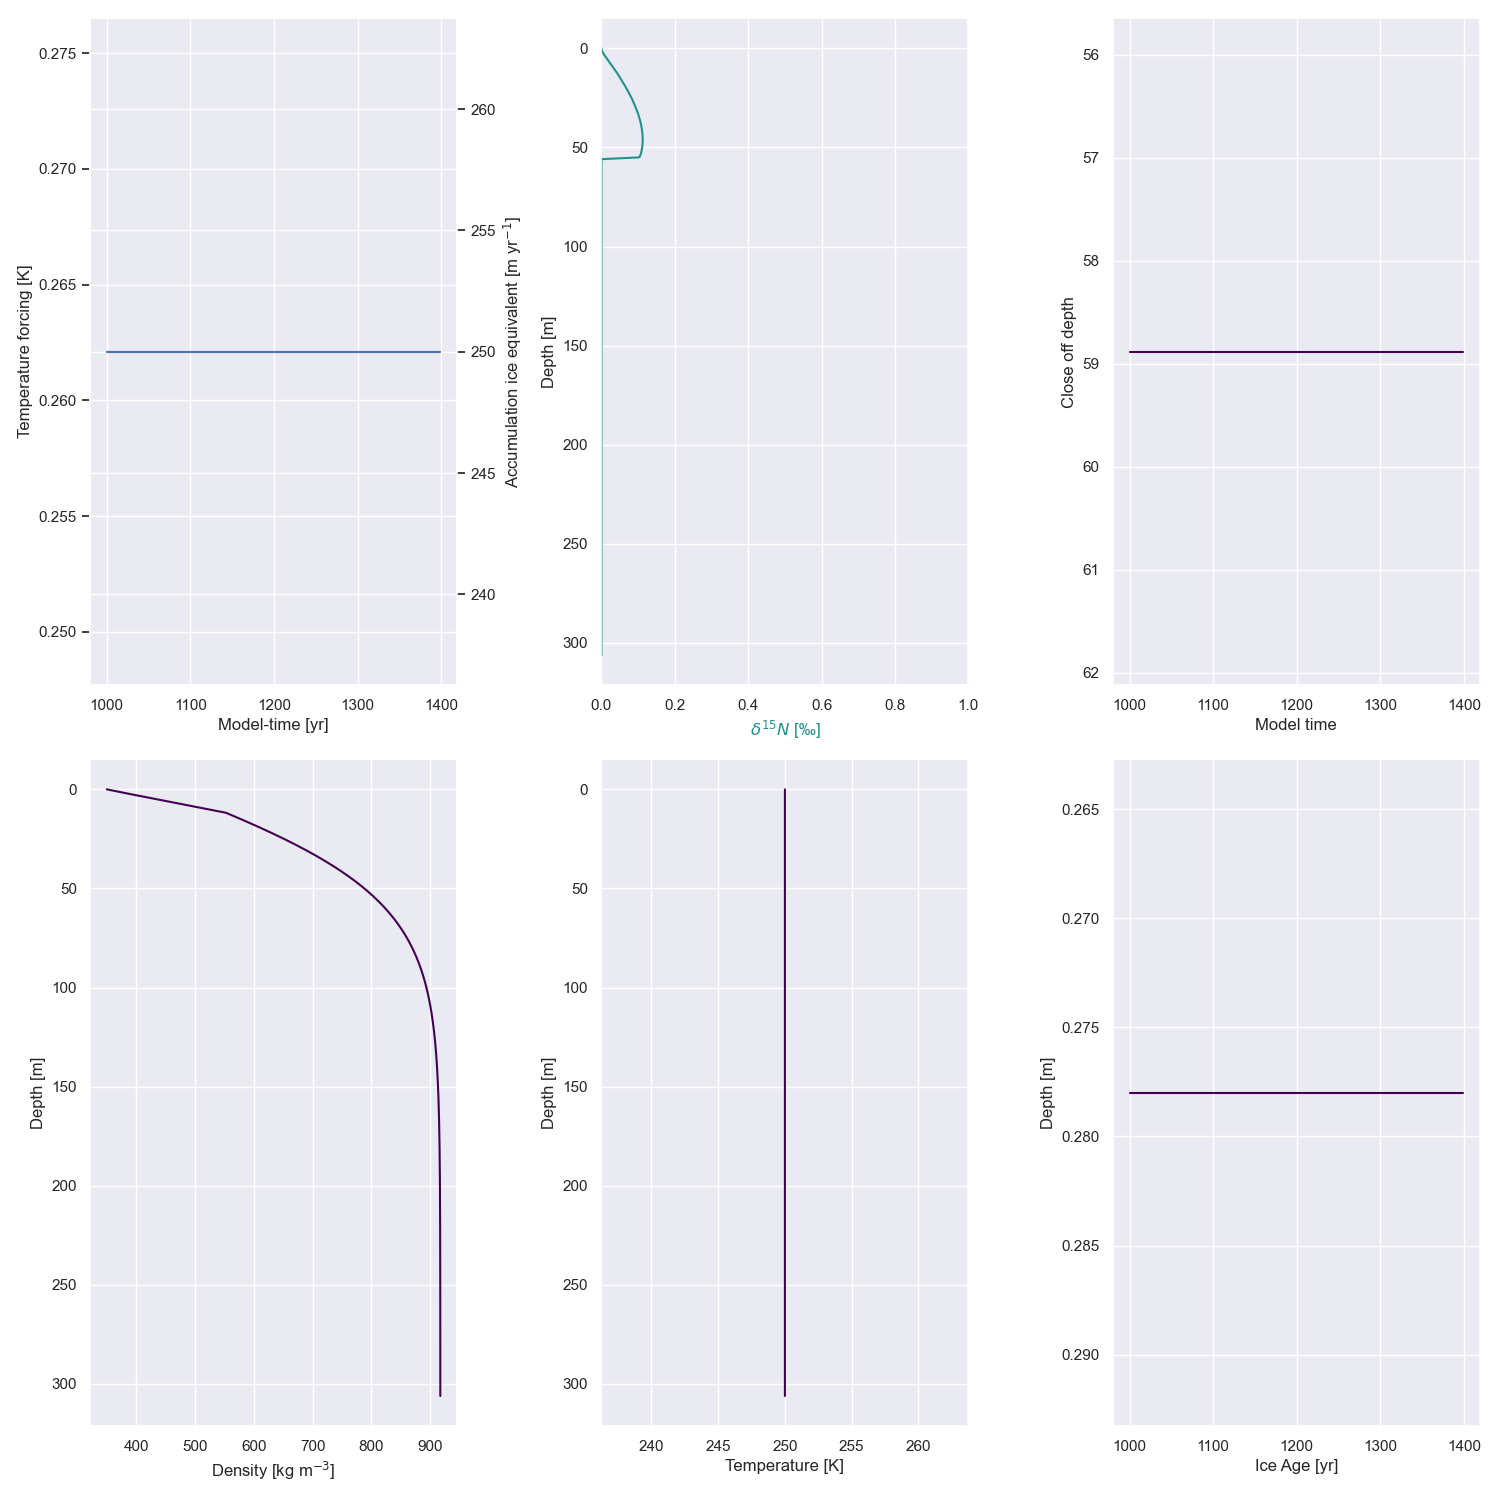 0.275
0.270
0.265
0.260
0.255
0.250
Temperature forcing [K]
260
255
250
245
240
Accumulation ice equivalent [m yr⁻¹]
1000 1100 1200 1300 1400
Model-time [yr]
0
50
100
150
200
250
300
Depth [m]
0.0 0.2 0.4 0.6 0.8 1.0
δ¹⁵N [‰]
56
57
58
59
60
61
62
Close off depth
1000 1100 1200 1300 1400
Model time
0
50
100
150
200
250
300
Depth [m]
400 500 600 700 800 900
Density [kg m⁻³]
0
50
100
150
200
250
300
Depth [m]
240 245 250 255 260
Temperature [K]
0.265
0.270
0.275
0.280
0.285
0.290
Depth [m]
1000 1100 1200 1300 1400
Ice Age [yr]